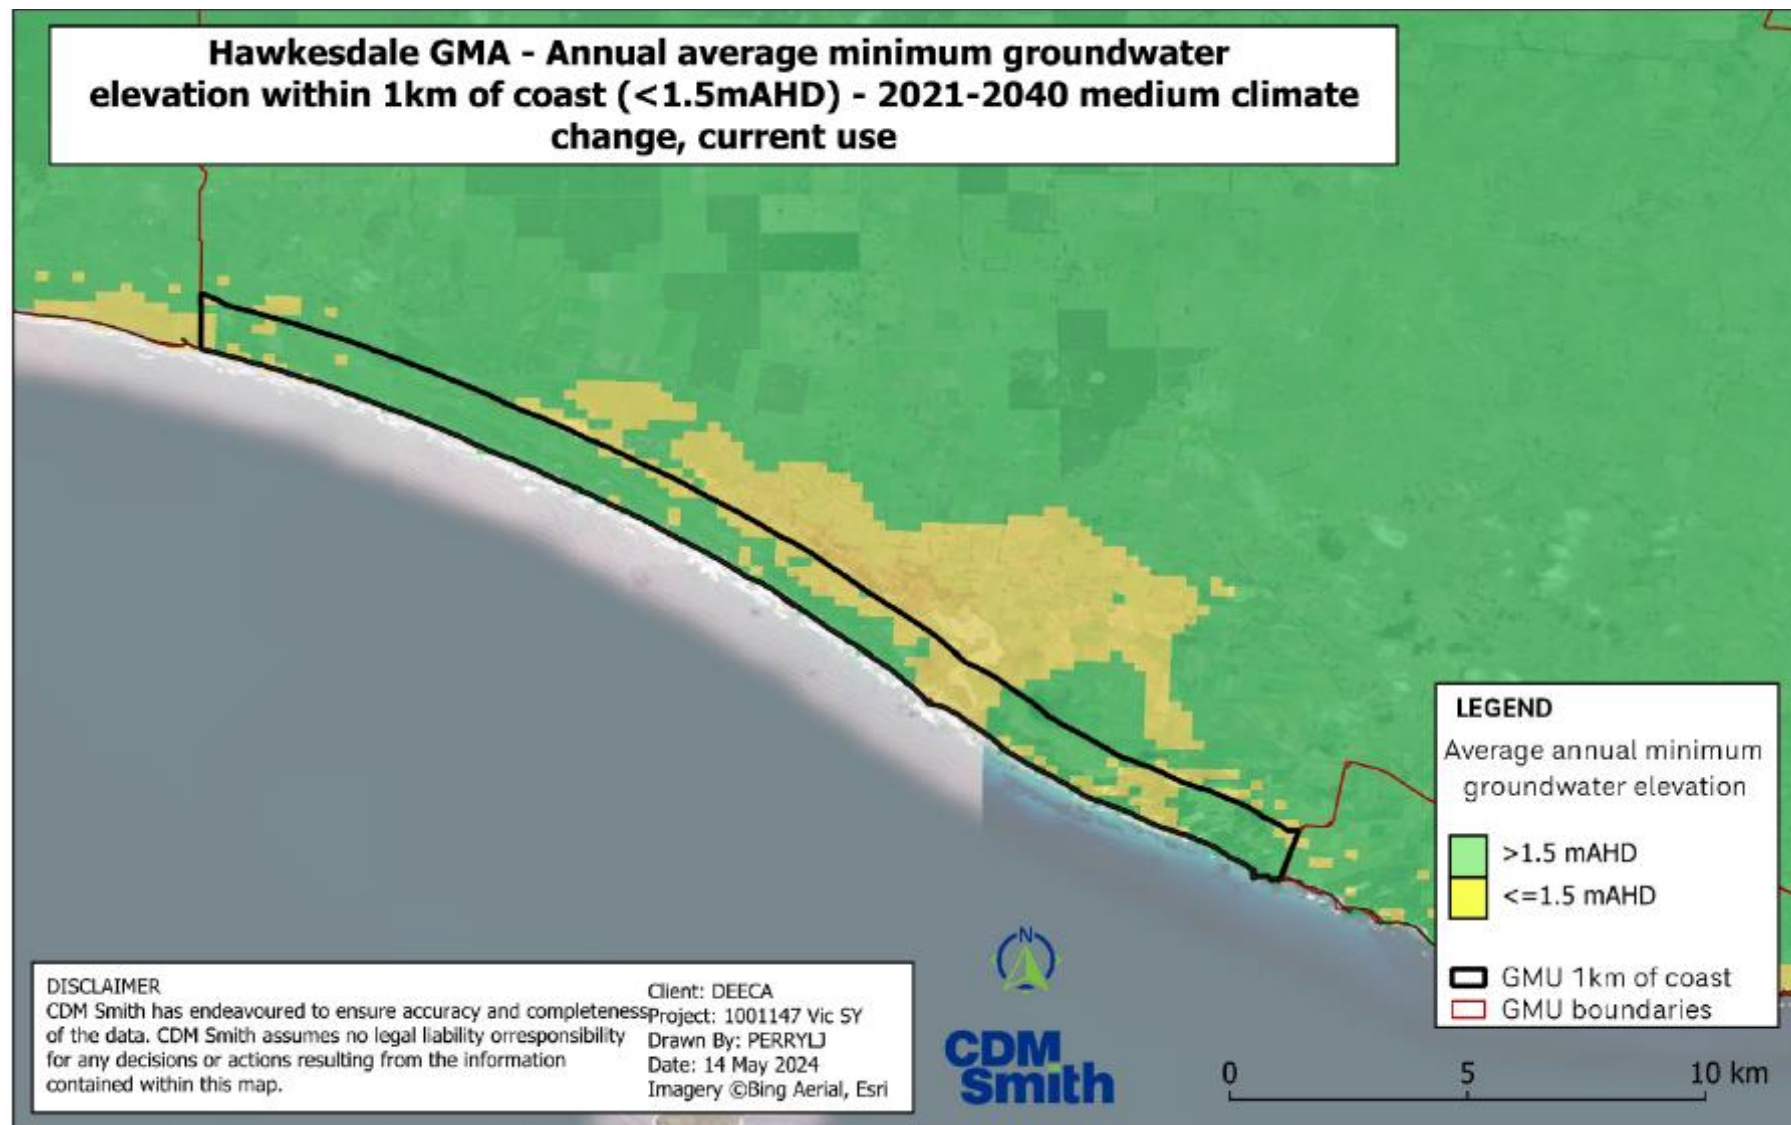 Hawkesdale GMA - Annual average minimum groundwater
elevation within 1km of coast (<1.5mAHD) - 2021-2040 medium climate
change, current use
LEGEND
Average annual minimum
groundwater elevation
>1.5 mAHD
<=1.5 mAHD
GMU 1km of coast
GMU boundaries
DISCLAIMER
CDM Smith has endeavoured to ensure accuracy and completeness
of the data. CDM Smith assumes no legal liability orresponsibility
for any decisions or actions resulting from the information
contained within this map.
Client: DEECA
Project: 1001147 Vic SY
Drawn By: PERRYLJ
Date: 14 May 2024
Imagery ©Bing Aerial, Esri
N
CDM
Smith
0 5 10 km